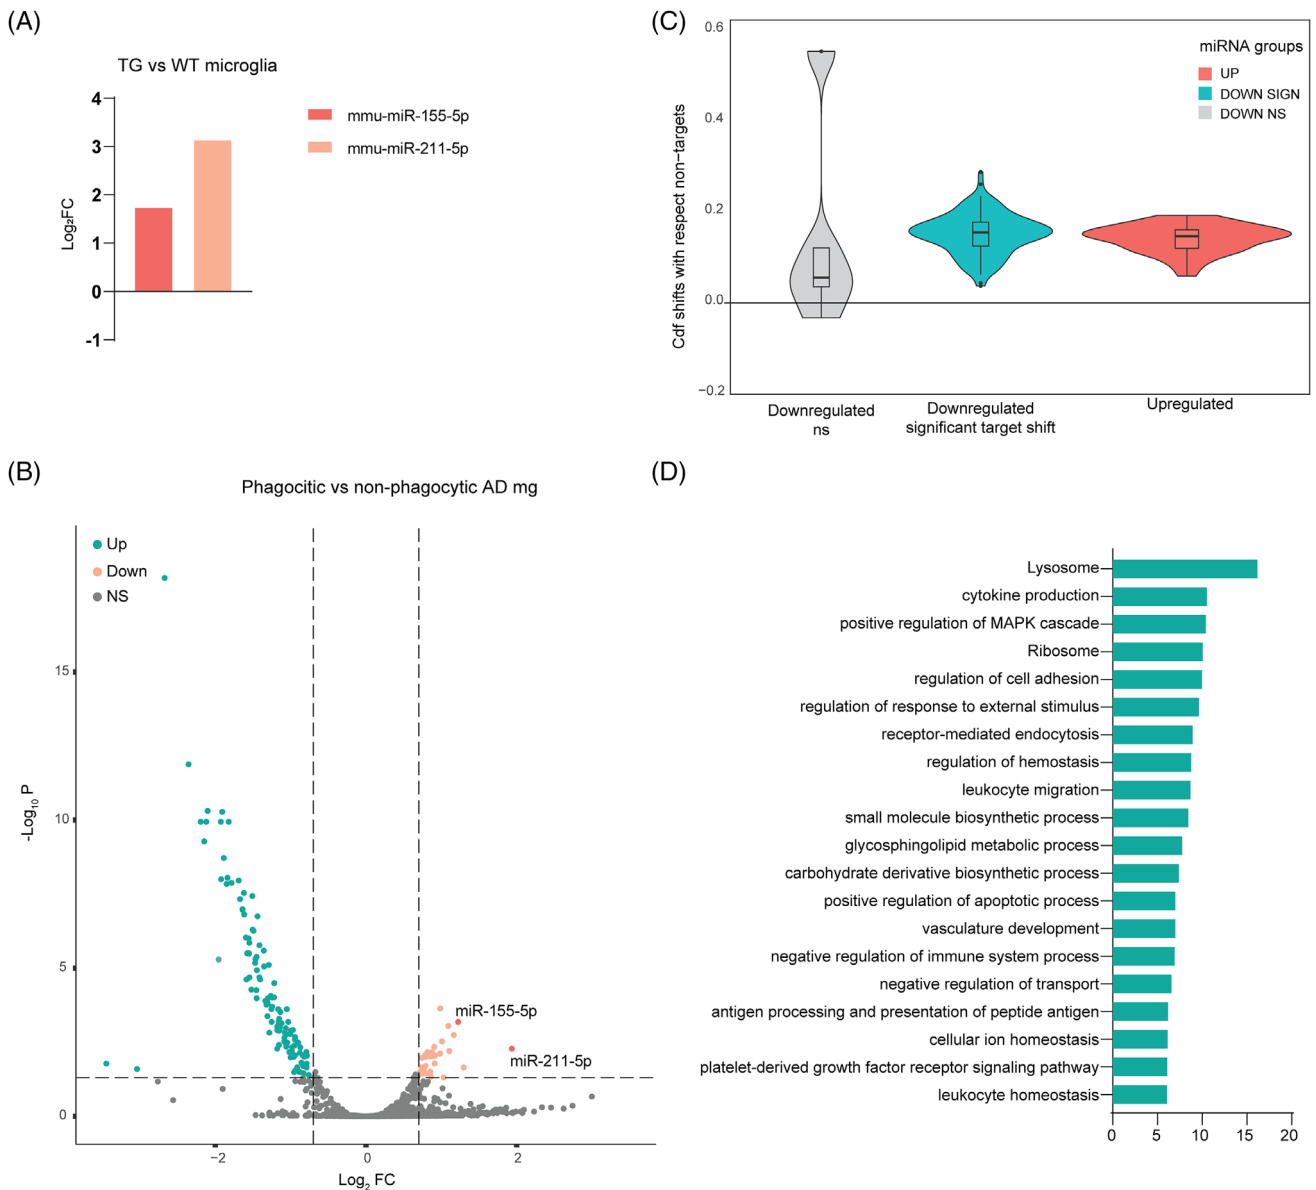 (A)
TG vs WT microglia
4
3
2
1
0
-1
Log₂FC
mmu-miR-155-5p
mmu-miR-211-5p
(C)
0.6
0.4
0.2
0.0
−0.2
Cdf shifts with respect non−targets
miRNA groups
UP
DOWN SIGN
DOWN NS
Downregulated
ns
Downregulated
significant target shift
Upregulated
(B)
Phagocitic vs non-phagocytic AD mg
Up
Down
NS
15
10
5
0
-Log₁₀ P
miR-155-5p
miR-211-5p
−2
0
2
Log₂ FC
(D)
Lysosome
cytokine production
positive regulation of MAPK cascade
Ribosome
regulation of cell adhesion
regulation of response to external stimulus
receptor-mediated endocytosis
regulation of hemostasis
leukocyte migration
small molecule biosynthetic process
glycosphingolipid metabolic process
carbohydrate derivative biosynthetic process
positive regulation of apoptotic process
vasculature development
negative regulation of immune system process
negative regulation of transport
antigen processing and presentation of peptide antigen
cellular ion homeostasis
platelet-derived growth factor receptor signaling pathway
leukocyte homeostasis
0 5 10 15 20